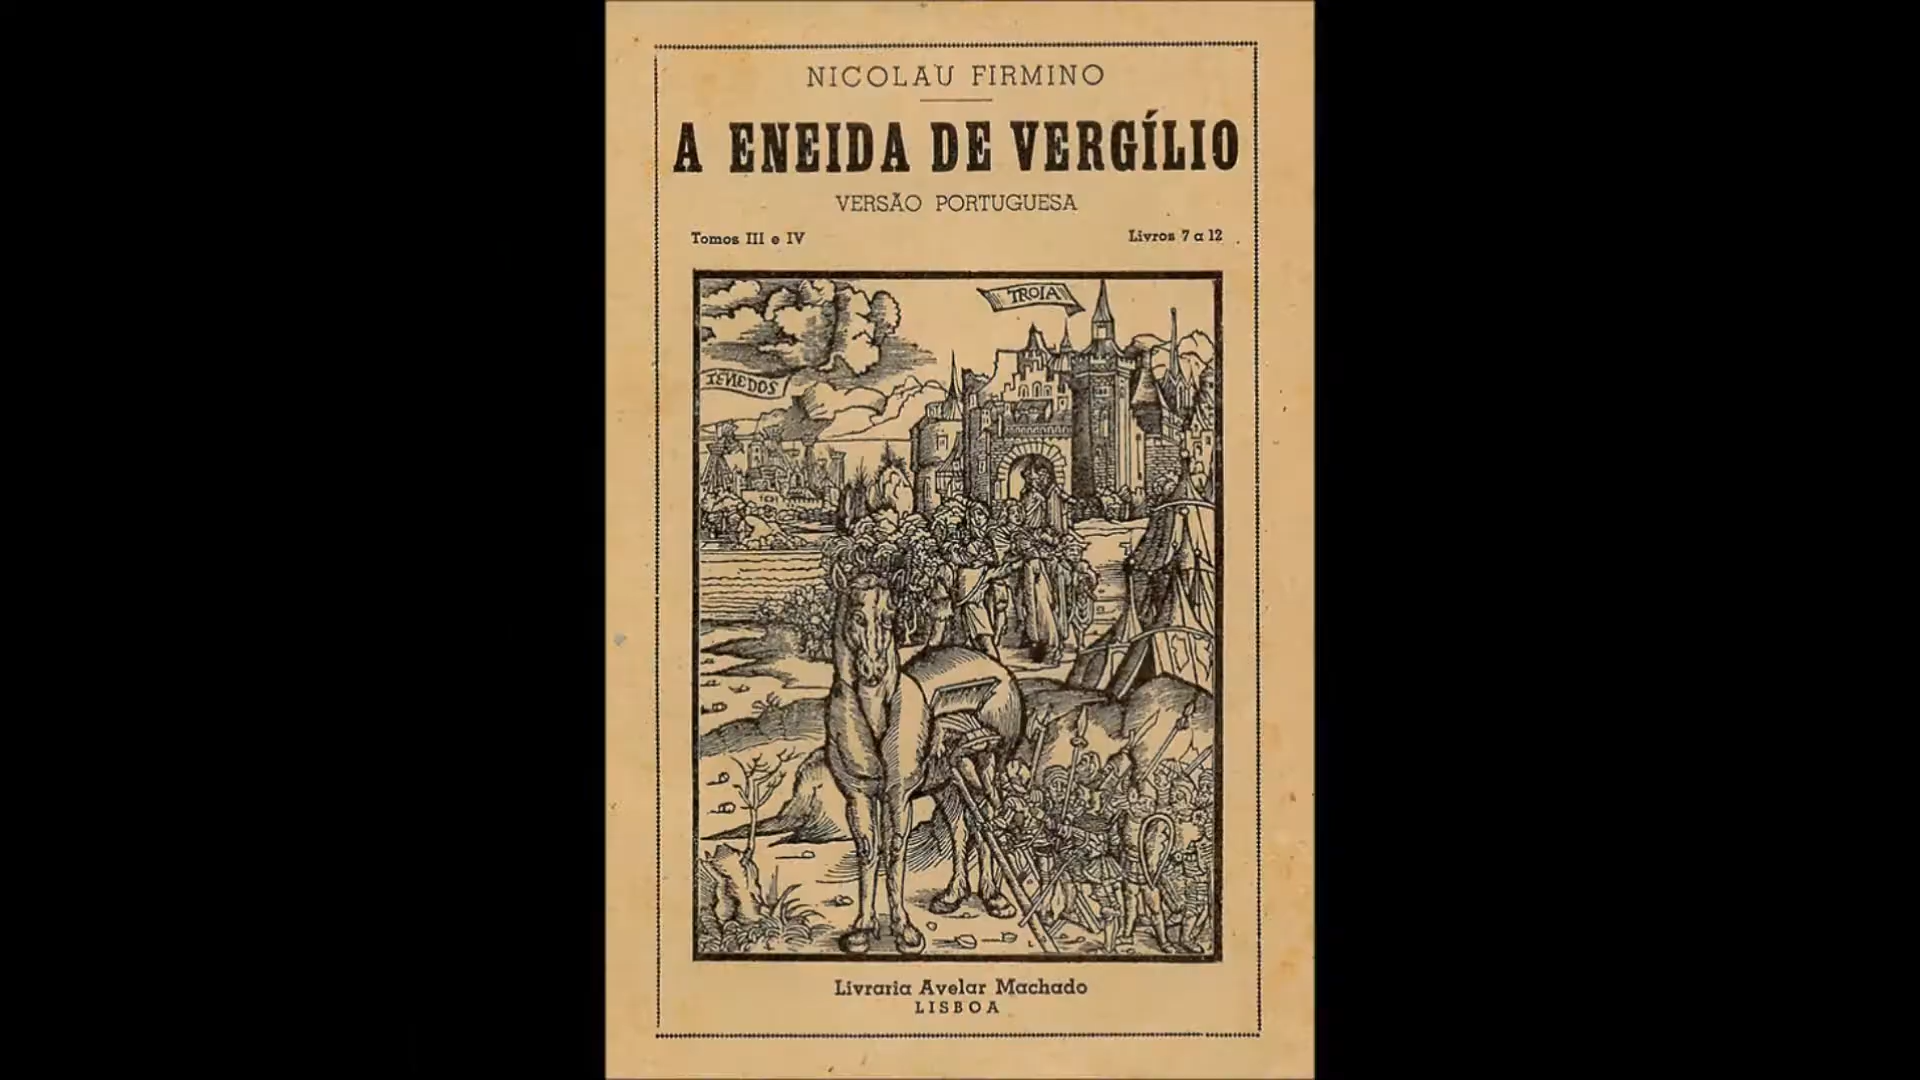 NICOLAU FIRMINO
A ENEIDA DE VERGÍLIO
VERSÃO PORTUGUESA
Tomos III e IV
Livros 7 a 12
TROIA
TENEDOS
Livraria Avelar Machado
LISBOA